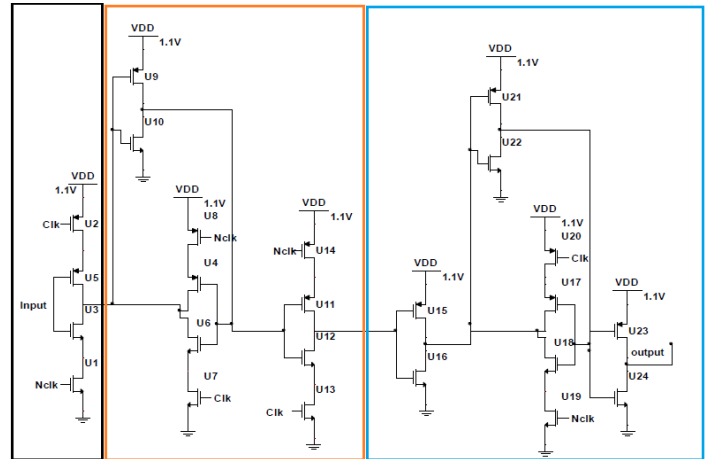 VDD
1.1V
U9
U10
VDD
1.1V
U2
Clk
U5
Input
U3
U1
Nclk
VDD
1.1V
U8
Nclk
U4
U6
U7
Clk
VDD
1.1V
U14
Nclk
U11
U12
U13
Clk
VDD
1.1V
U15
U16
VDD
1.1V
U21
U22
VDD
1.1V
U20
Clk
U17
U18
U19
Nclk
VDD
1.1V
U23
output
U24